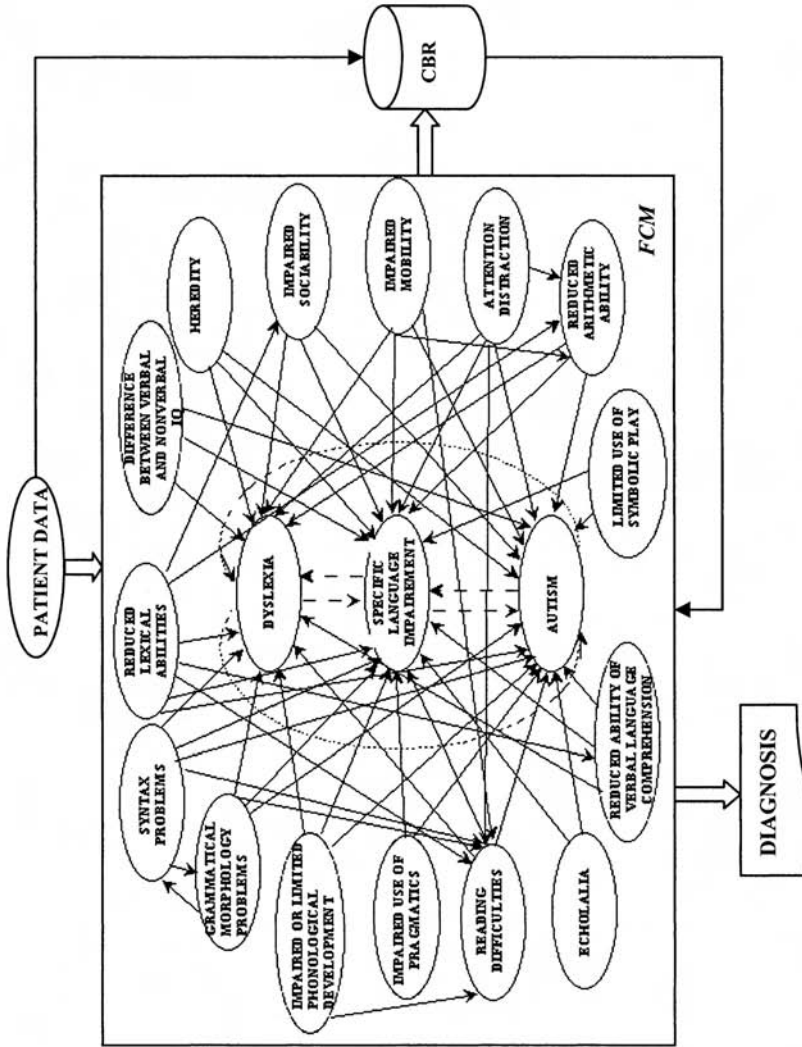 PATIENT DATA
CBR
FCM
DIFFERENCE
BETWEEN VERBAL
AND NONVERBAL
IQ
HEREDITY
IMPAIRED
SOCIABILITY
IMPAIRED
MOBILITY
ATTENTION
DISTRACTION
REDUCED
ARITHMETIC
ABILITY
LIMITED USE OF
SYMBOLIC PLAY
REDUCED
LEXICAL
ABILITIES
SYNTAX
PROBLEMS
GRAMMATICAL
MORPHOLOGY
PROBLEMS
IMPAIRED OR LIMITED
PHONOLOGICAL
DEVELOPMENT
IMPAIRED USE OF
PRAGMATICS
READING
DIFFICULTIES
ECHOLALIA
REDUCED ABILITY OF
VERBAL LANGUAGE
COMPREHENSION
DYSLEXIA
SPECIFIC
LANGUAGE
IMPAIREMENT
AUTISM
DIAGNOSIS